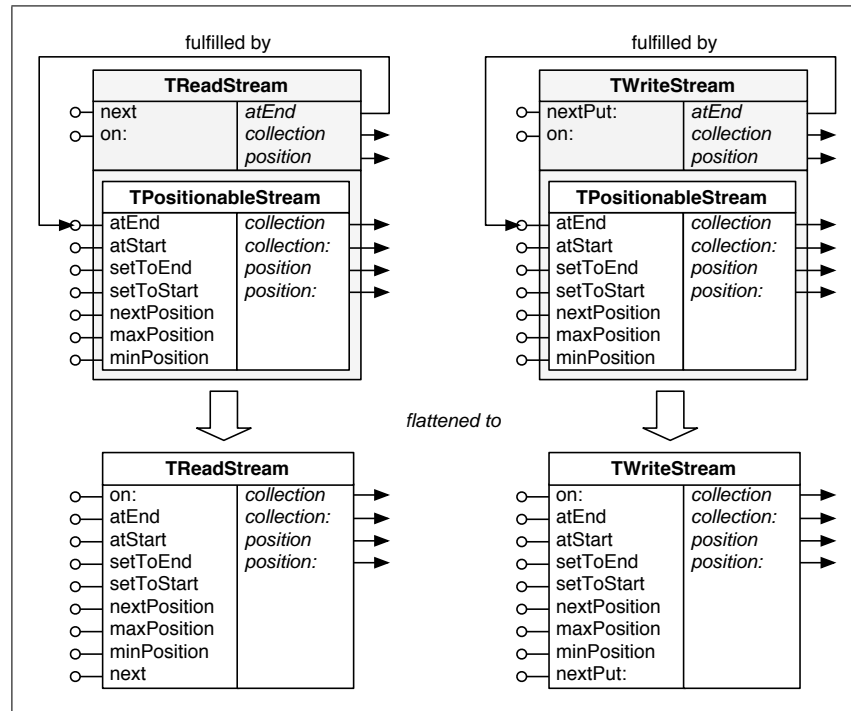 fulfilled by
TReadStream
next atEnd
on: collection
position
TPositionableStream
atEnd collection
atStart collection:
setToEnd position
setToStart position:
nextPosition
maxPosition
minPosition
fulfilled by
TWriteStream
nextPut: atEnd
on: collection
position
TPositionableStream
atEnd collection
atStart collection:
setToEnd position
setToStart position:
nextPosition
maxPosition
minPosition
flattened to
TReadStream
on: collection
atEnd collection:
atStart position
setToEnd position:
setToStart
nextPosition
maxPosition
minPosition
next
TWriteStream
on: collection
atEnd collection:
atStart position
setToEnd position:
setToStart
nextPosition
maxPosition
minPosition
nextPut: